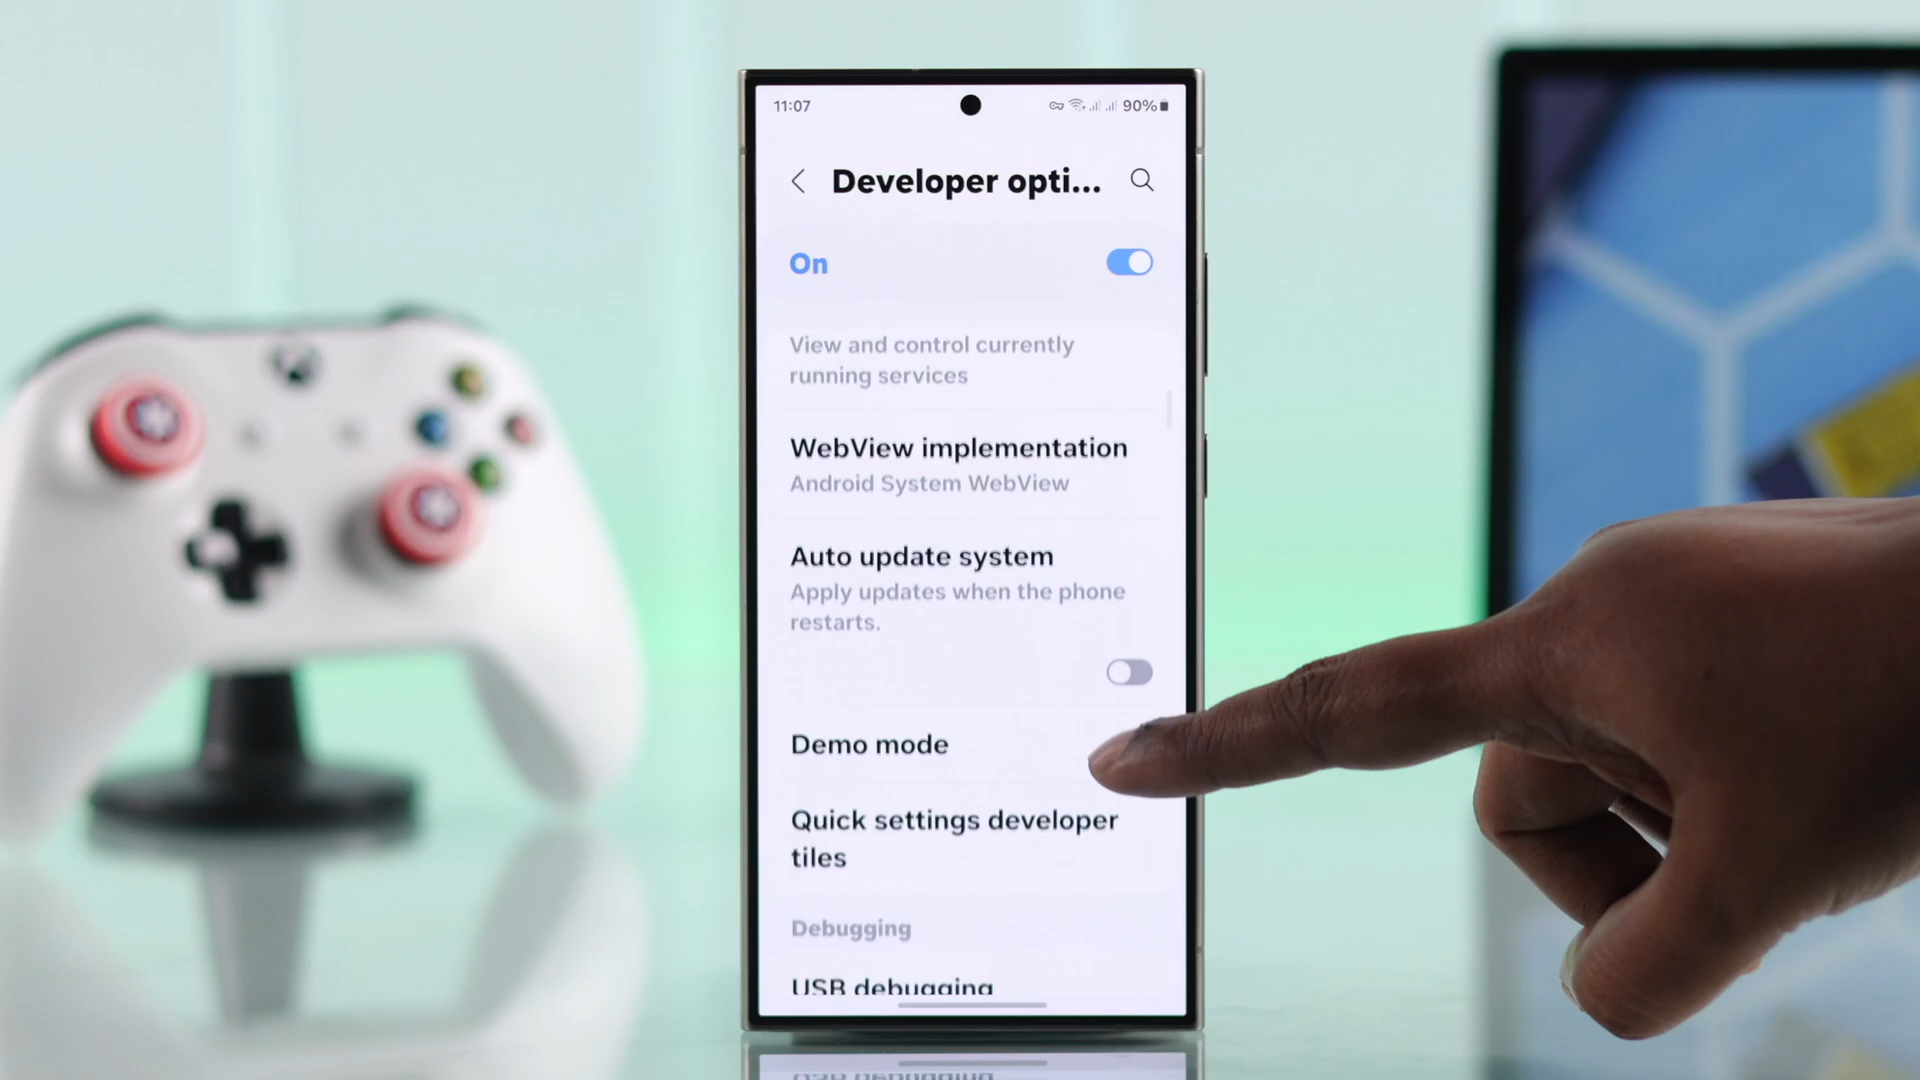 11:07
90%
Developer opti...
On
View and control currently
running services
WebView implementation
Android System WebView
Auto update system
Apply updates when the phone
restarts.
Demo mode
Quick settings developer
tiles
Debugging
USB debugging